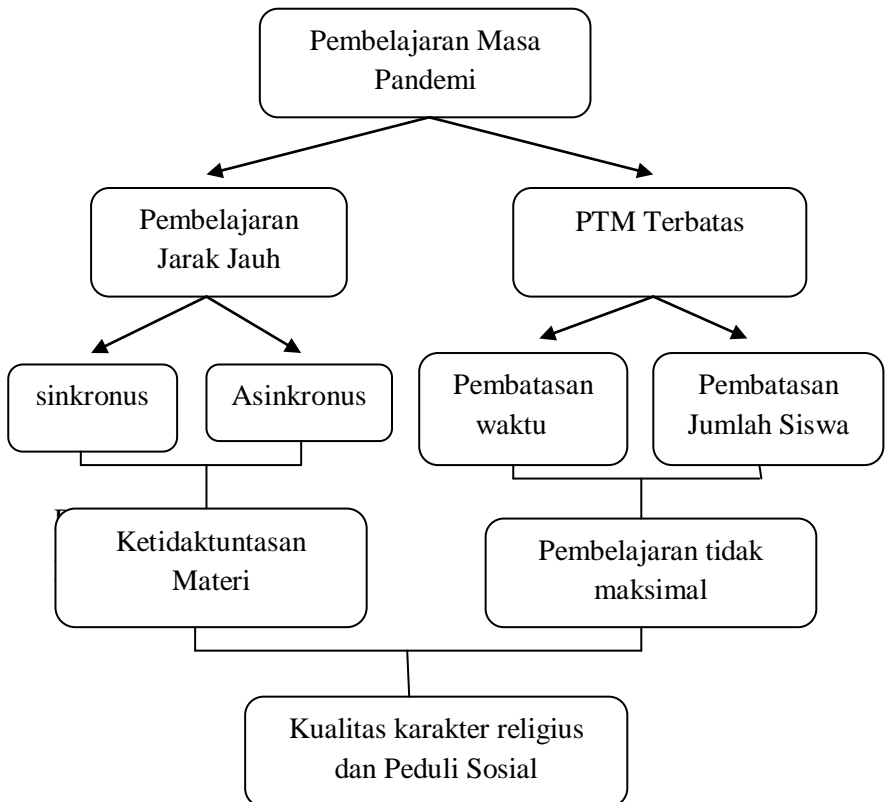 Pembelajaran Masa
Pandemi
Pembelajaran
Jarak Jauh
PTM Terbatas
sinkronus
Asinkronus
Pembatasan
waktu
Pembatasan
Jumlah Siswa
Ketidaktuntasan
Materi
Pembelajaran tidak
maksimal
Kualitas karakter religius
dan Peduli Sosial